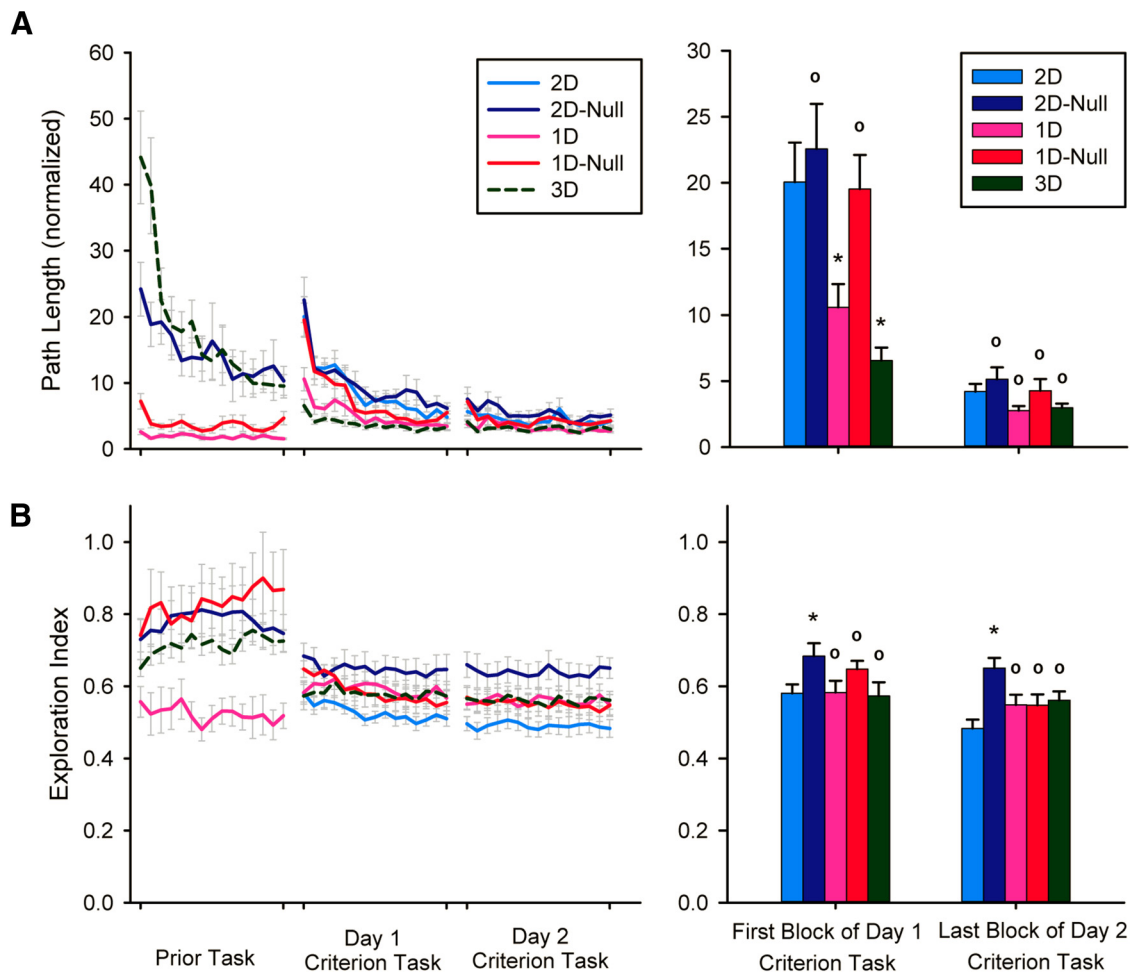 A
Path Length (normalized)
60
50
40
30
20
10
0
2D
2D-Null
1D
1D-Null
3D
30
25
20
15
10
5
0
o
o
*
*
o
o
o
o
2D
2D-Null
1D
1D-Null
3D
B
Exploration Index
1.0
0.8
0.6
0.4
0.2
0.0
Prior Task
Day 1
Criterion Task
Day 2
Criterion Task
1.0
0.8
0.6
0.4
0.2
0.0
*
o
o
o
*
o
o
o
First Block of Day 1
Criterion Task
Last Block of Day 2
Criterion Task